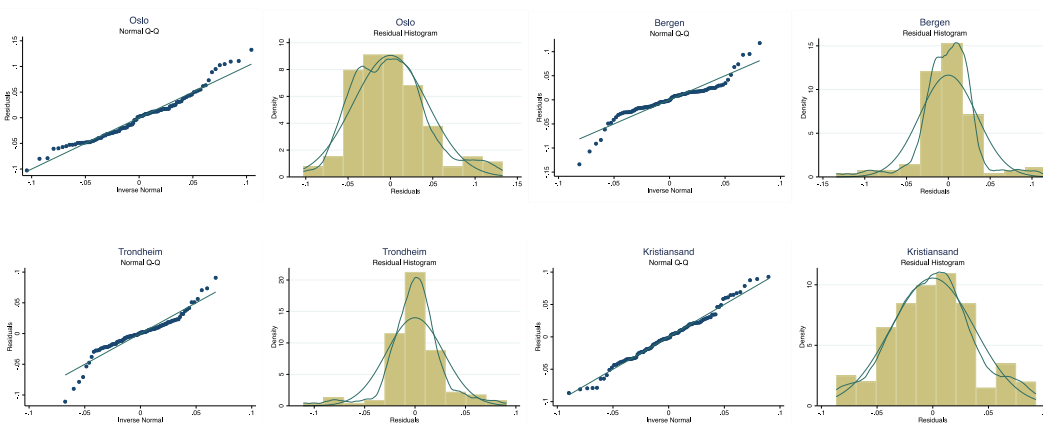 Oslo
Normal Q-Q
Residuals
.15
.1
.05
0
-.05
-.1
-.1 -.05 0 .05 .1
Inverse Normal
Oslo
Residual Histogram
Density
10
8
6
4
2
0
-.1 -.05 0 .05 .1 .15
Residuals
Bergen
Normal Q-Q
Residuals
.1
.05
0
-.05
-.1
-.15
-.1 -.05 0 .05 .1
Inverse Normal
Bergen
Residual Histogram
Density
15
10
5
0
-.15 -.1 -.05 0 .05 .1
Residuals
Trondheim
Normal Q-Q
Residuals
.1
.05
0
-.05
-.1
-.1 -.05 0 .05 .1
Inverse Normal
Trondheim
Residual Histogram
Density
20
15
10
5
0
-.1 -.05 0 .05 .1
Residuals
Kristiansand
Normal Q-Q
Residuals
.1
.05
0
-.05
-.1
-.1 -.05 0 .05 .1
Inverse Normal
Kristiansand
Residual Histogram
Density
12
10
8
6
4
2
0
-.1 -.05 0 .05 .1
Residuals